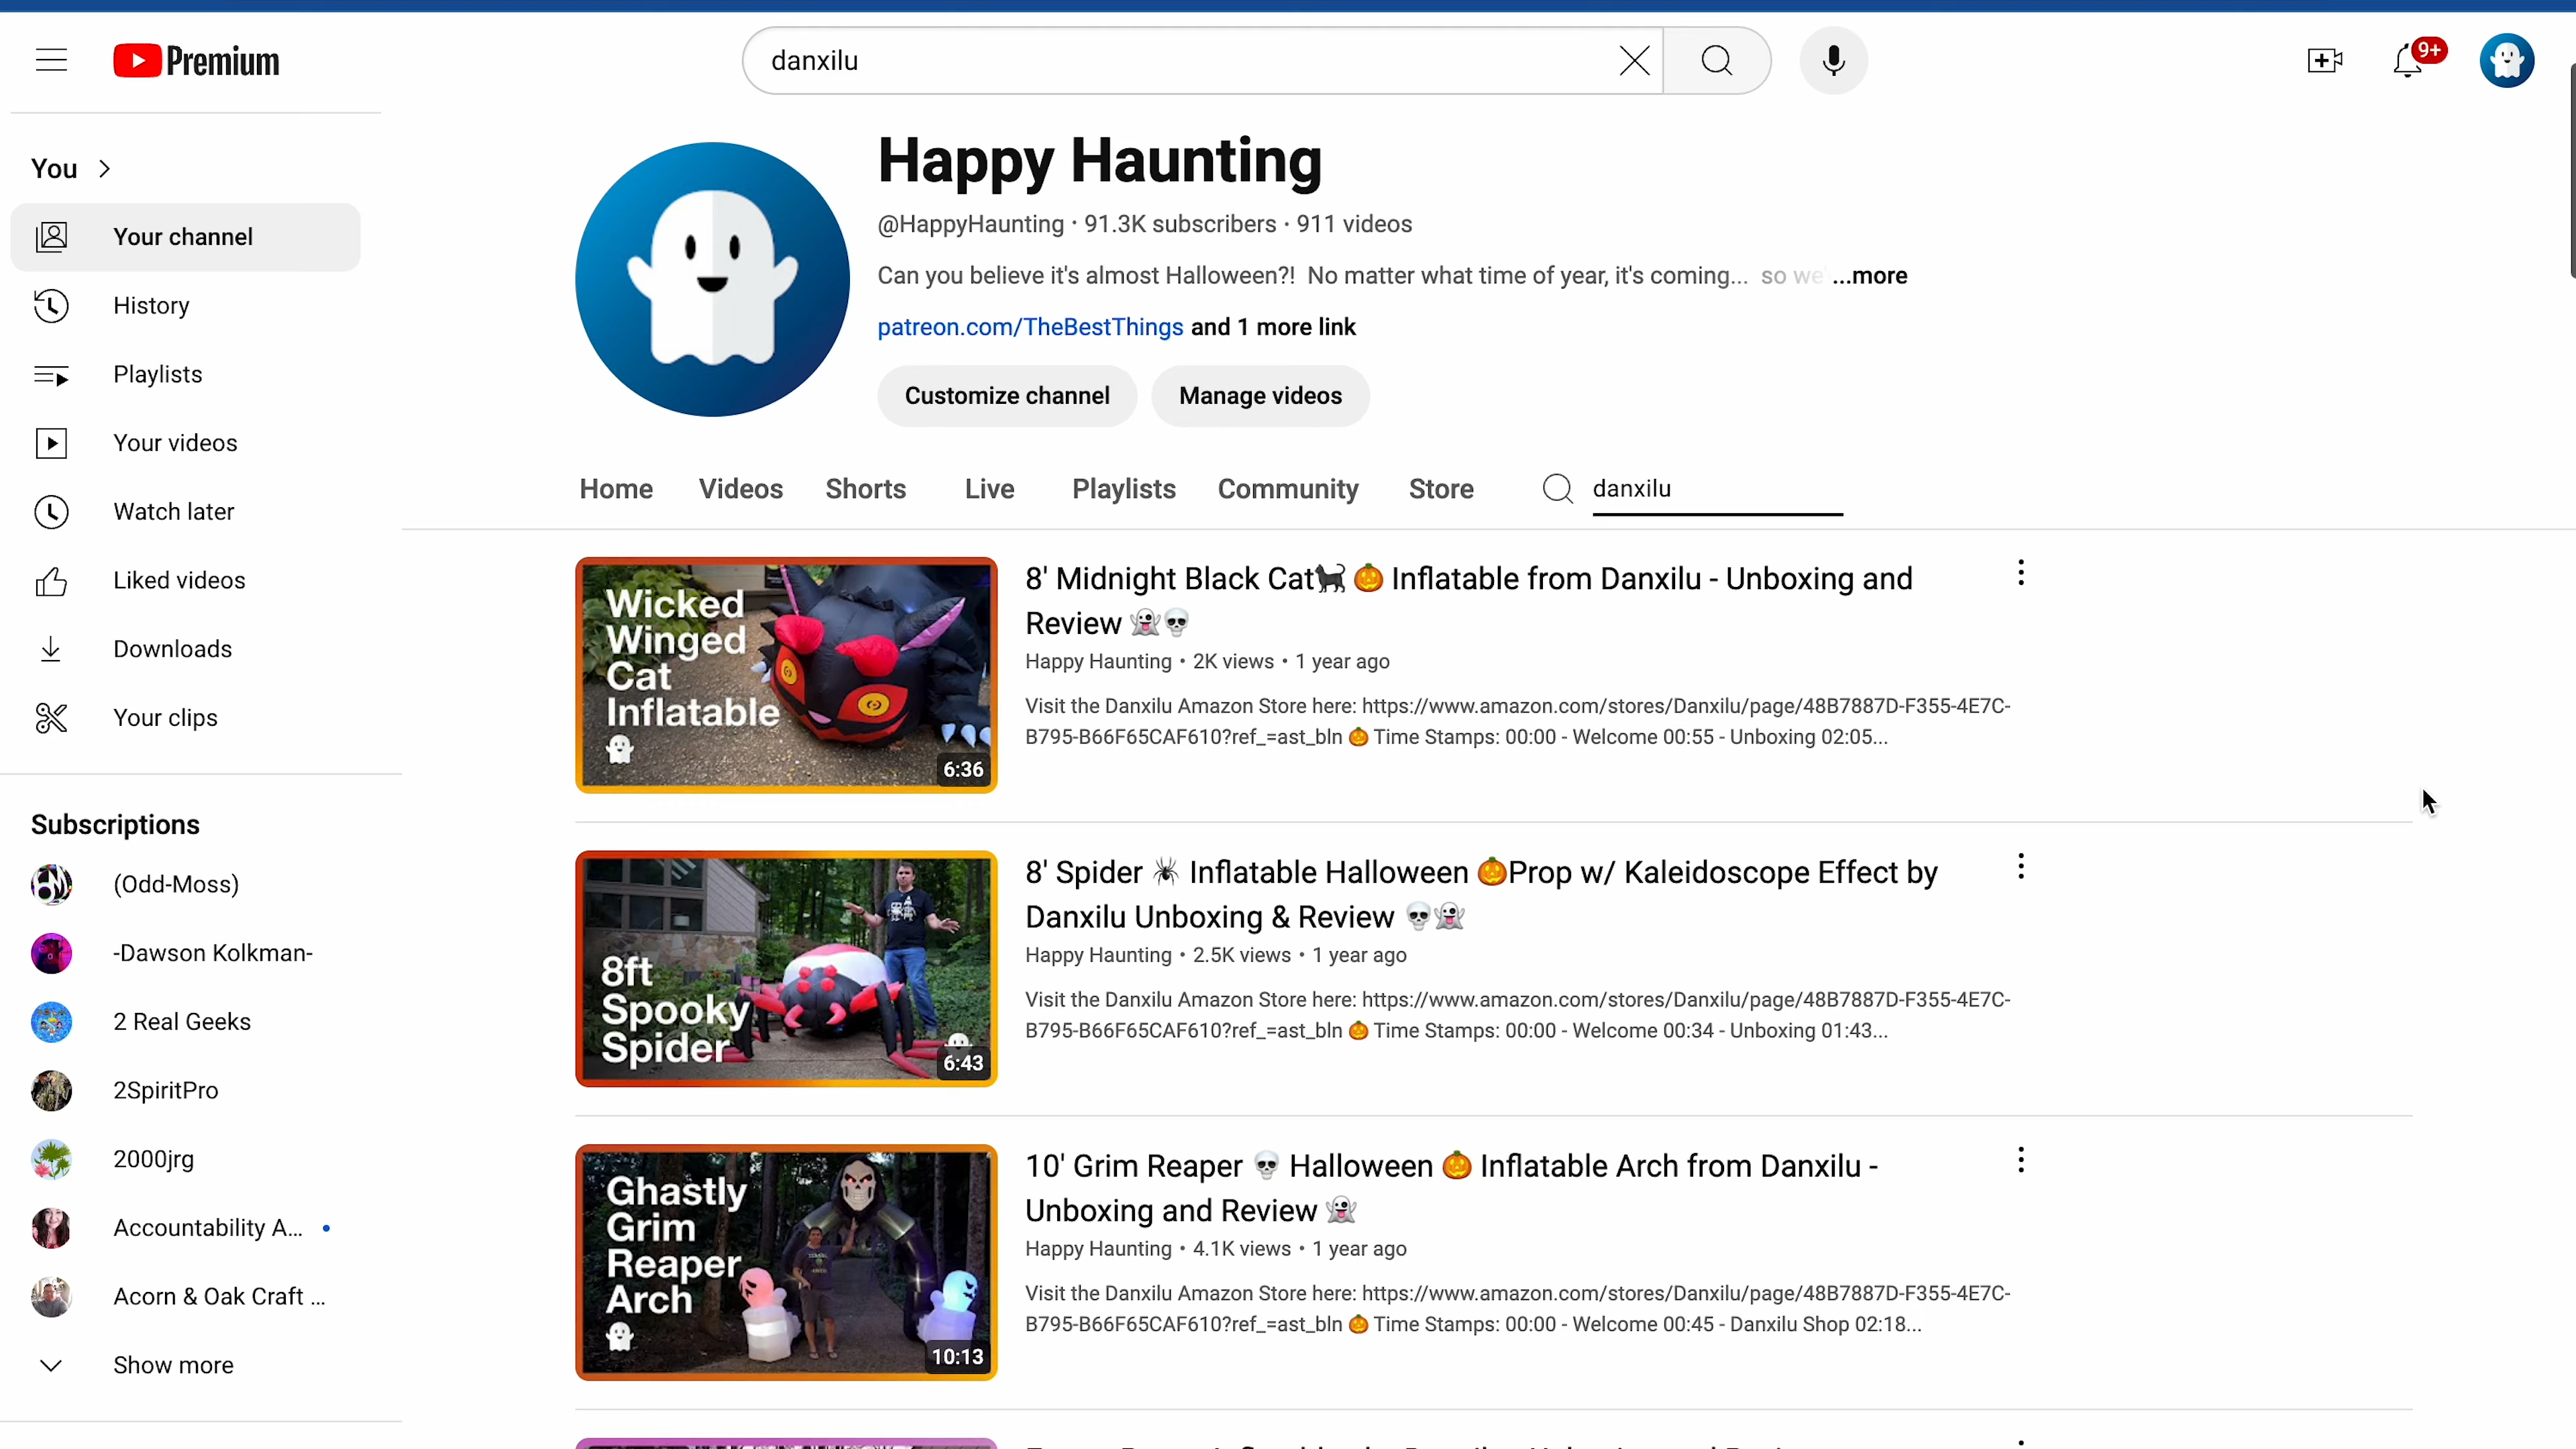 Premium
danxilu
9+
You
Your channel
History
Playlists
Your videos
Watch later
Liked videos
Downloads
Your clips
Subscriptions
(Odd-Moss)
-Dawson Kolkman-
2 Real Geeks
2SpiritPro
2000jrg
Accountability A...
Acorn & Oak Craft ...
Show more
Happy Haunting
@HappyHaunting · 91.3K subscribers · 911 videos
Can you believe it's almost Halloween?! No matter what time of year, it's coming... so we' ...more
patreon.com/TheBestThings and 1 more link
Customize channel Manage videos
Home Videos Shorts Live Playlists Community Store danxilu
Wicked
Winged
Cat
Inflatable
6:36
8' Midnight Black Cat🐈‍⬛🎃 Inflatable from Danxilu - Unboxing and
Review 👻💀
Happy Haunting • 2K views • 1 year ago
Visit the Danxilu Amazon Store here: https://www.amazon.com/stores/Danxilu/page/48B7887D-F355-4E7C-
B795-B66F65CAF610?ref_=ast_bln 🎃 Time Stamps: 00:00 - Welcome 00:55 - Unboxing 02:05...
8ft
Spooky
Spider
6:43
8' Spider 🕷 Inflatable Halloween 🎃Prop w/ Kaleidoscope Effect by
Danxilu Unboxing & Review 💀👻
Happy Haunting • 2.5K views • 1 year ago
Visit the Danxilu Amazon Store here: https://www.amazon.com/stores/Danxilu/page/48B7887D-F355-4E7C-
B795-B66F65CAF610?ref_=ast_bln 🎃 Time Stamps: 00:00 - Welcome 00:34 - Unboxing 01:43...
Ghastly
Grim
Reaper
Arch
10:13
10' Grim Reaper 💀 Halloween 🎃 Inflatable Arch from Danxilu -
Unboxing and Review 👻
Happy Haunting • 4.1K views • 1 year ago
Visit the Danxilu Amazon Store here: https://www.amazon.com/stores/Danxilu/page/48B7887D-F355-4E7C-
B795-B66F65CAF610?ref_=ast_bln 🎃 Time Stamps: 00:00 - Welcome 00:45 - Danxilu Shop 02:18...